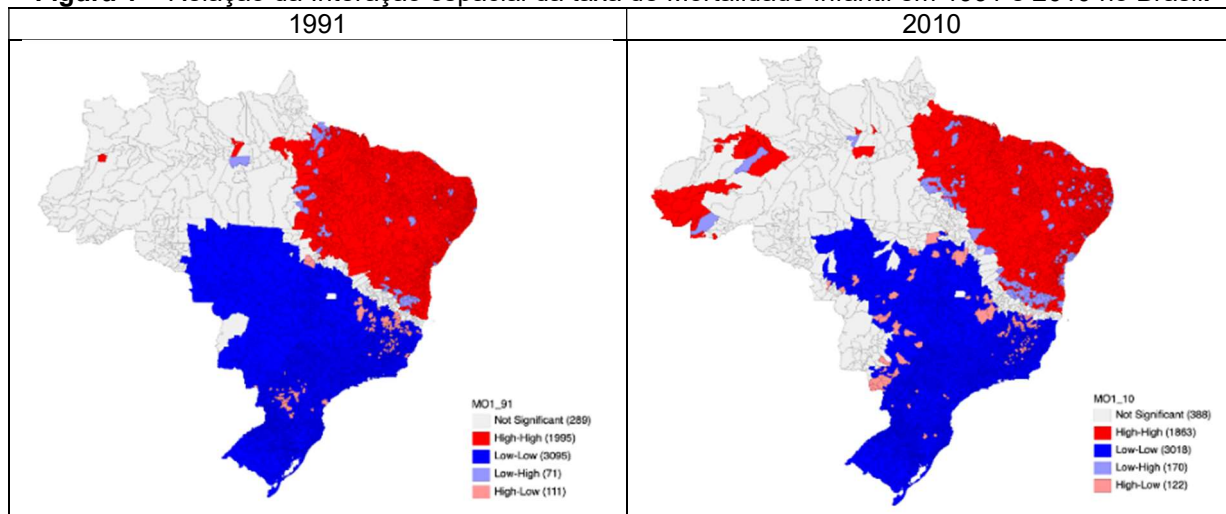 1991
2010
MO1_91
Not Significant (289)
High-High (1995)
Low-Low (3095)
Low-High (71)
High-Low (111)
MO1_10
Not Significant (388)
High-High (1863)
Low-Low (3018)
Low-High (170)
High-Low (122)